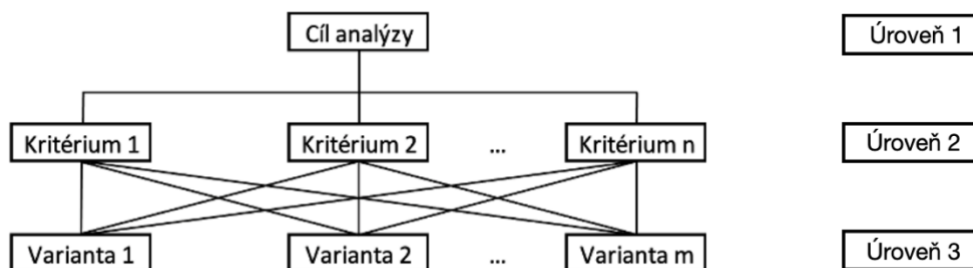 Cíl analýzy
Úroveň 1
Kritérium 1
Kritérium 2
...
Kritérium n
Úroveň 2
Varianta 1
Varianta 2
...
Varianta m
Úroveň 3